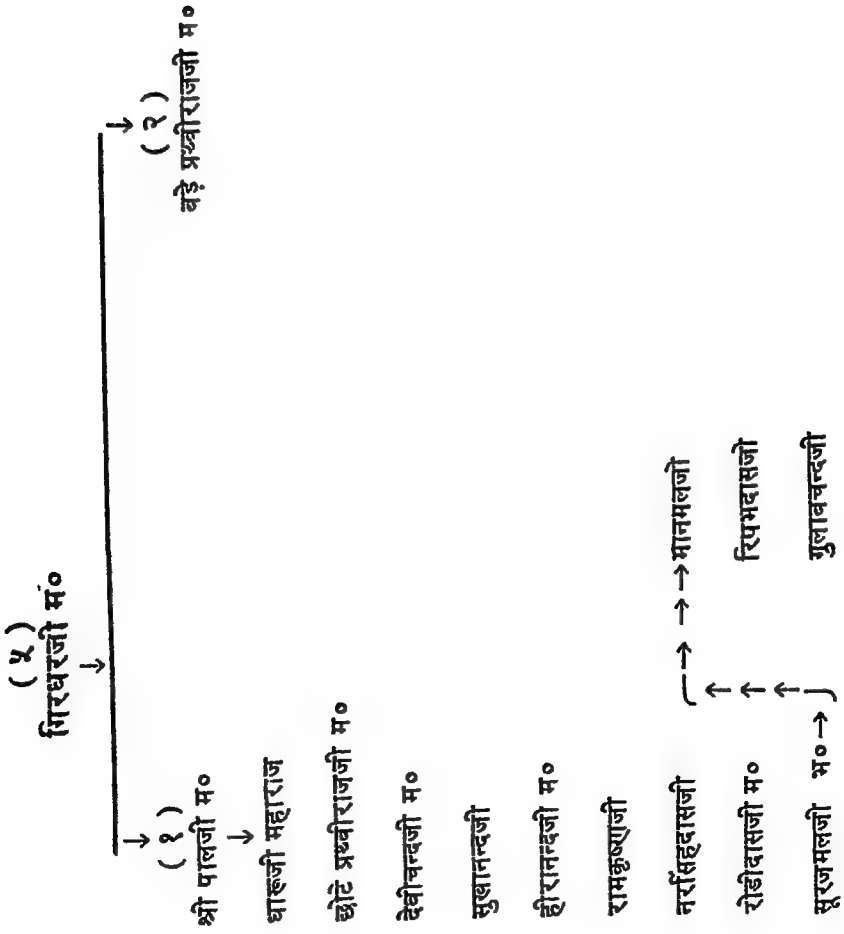 ( ५ )
गिरधरजी मं०
↓
↓ ↓
( १ ) ( २ )
श्री पालजी म० बड़े प्रथ्वीराजजी म०
↓
धारूजी महाराज
छोटे प्रथ्वीराजजी म०
देवीचन्दजी म०
सुखानन्दजी
हीरानन्दजी म०
रामकृष्णजी
नरसिंहदासजी →→→ मानमलजी
रोडीदासजी म० रिषभदासजी
सूरजमलजी म०→ गुलाबचन्दजी